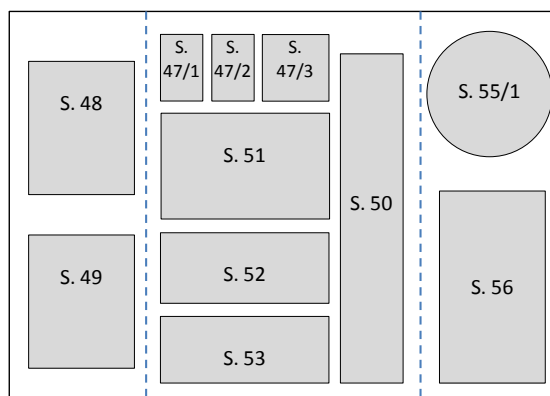 S. 48
S. 49
S.
47/1
S.
47/2
S.
47/3
S. 51
S. 52
S. 53
S. 50
S. 55/1
S. 56